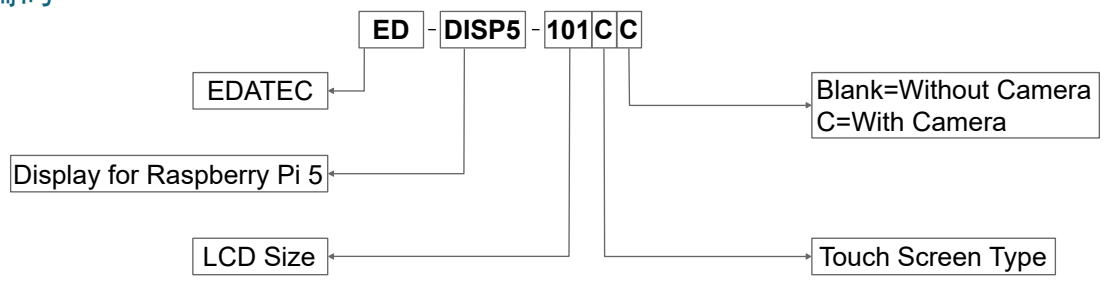 ED - DISP5 - 101 C C
EDATEC
Blank=Without Camera
C=With Camera
Display for Raspberry Pi 5
LCD Size
Touch Screen Type